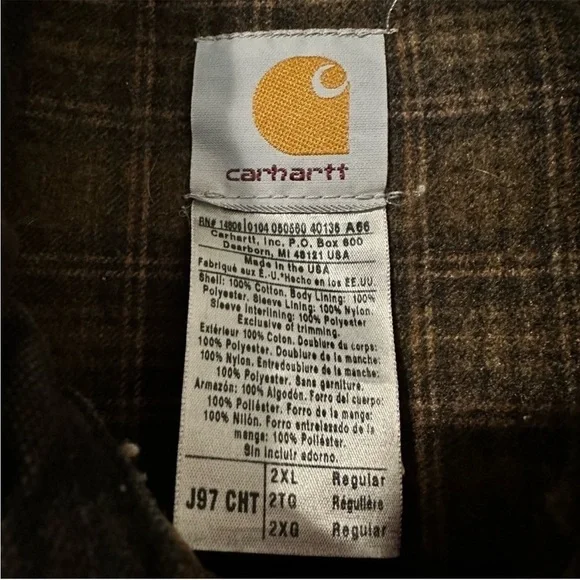 carhartt
RN# 14806 0104 080560 40136 A66
Carhartt, Inc. P.O. Box 600
Dearborn, MI 48121 USA
Made in the USA
Fabriqué aux É.-U.*Hecho en los EE.UU.
Shell: 100% Cotton. Body Lining: 100%
Polyester. Sleeve Lining: 100% Nylon.
Sleeve Interlining: 100% Polyester
Exclusive of trimming.
Extérieur 100% Coton. Doublure du corps:
100% Polyester. Doublure de la manche:
100% Nylon. Entredoublure de la manche:
100% Polyester. Sans garniture.
Armazón: 100% Algodón. Forro del cuerpo:
100% Poliéster. Forro de la manga:
100% Nilón. Forro entrelazado de la
manga: 100% Poliéster.
Sin incluir adorno.
J97 CHT
2XL Regular
2TG Régulière
2XG Regular